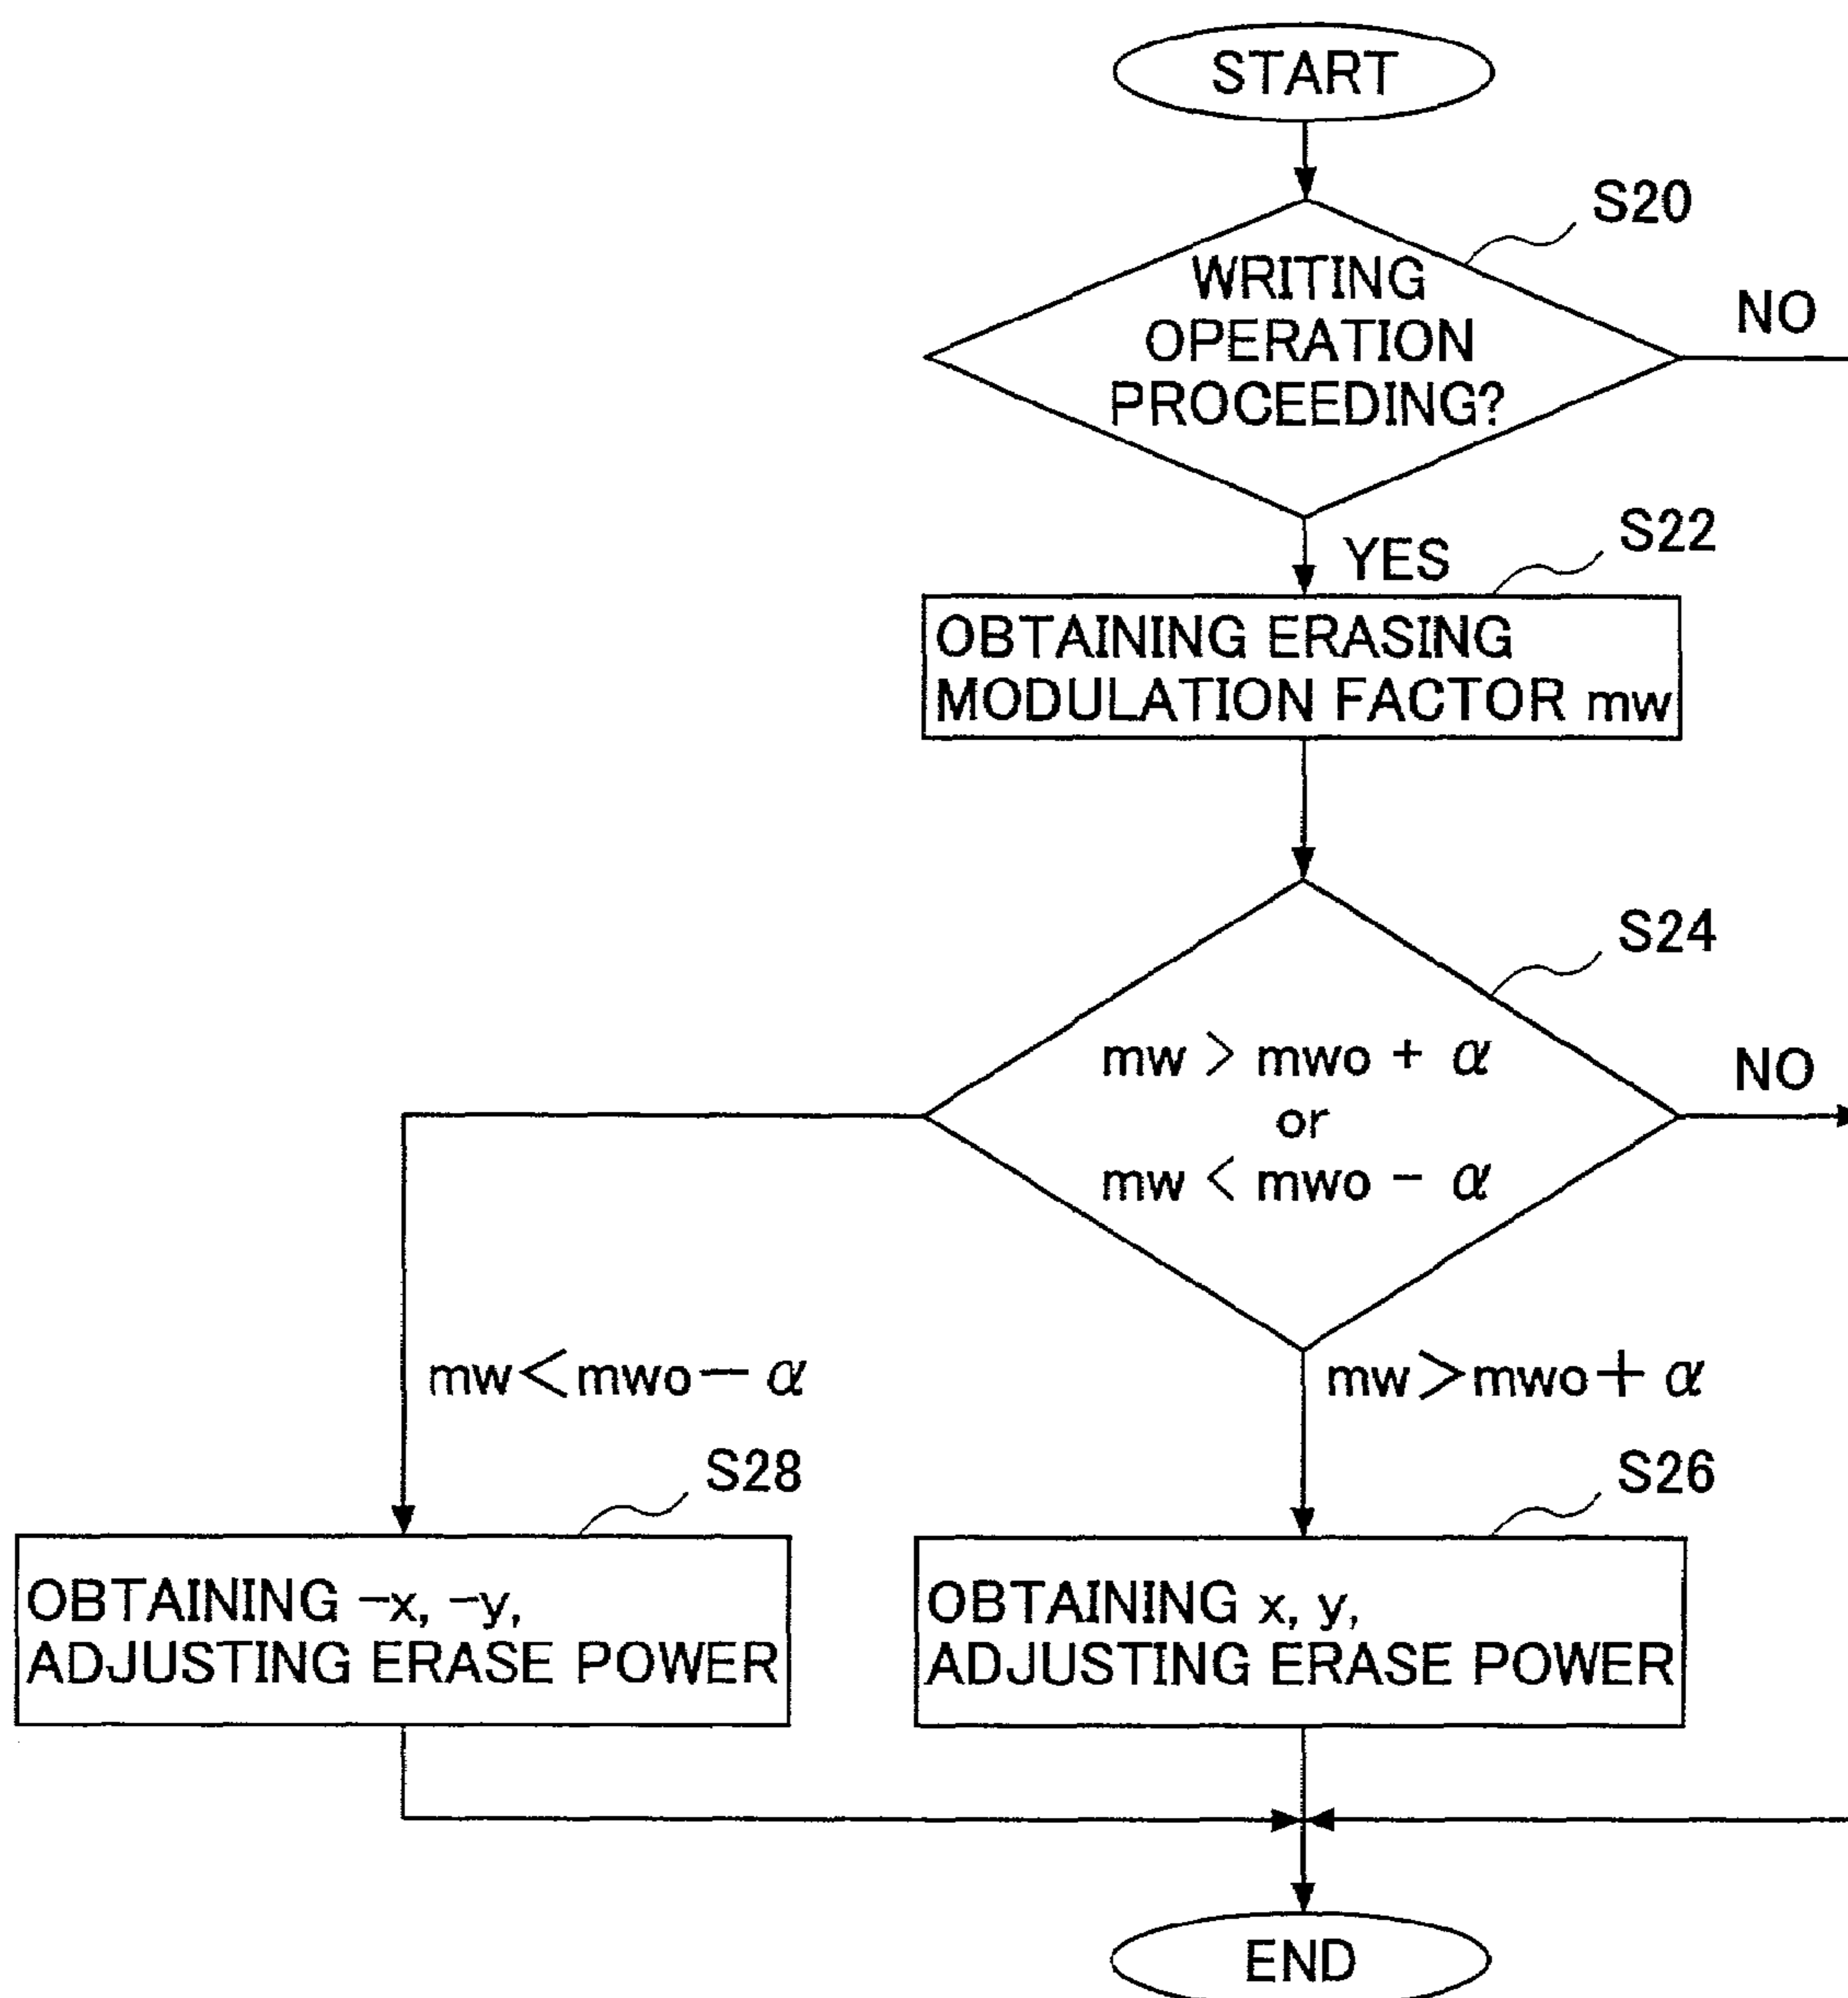 START
S20
WRITING
OPERATION
PROCEEDING?
NO
YES
S22
OBTAINING ERASING
MODULATION FACTOR mw
S24
mw > mwo + α
or
mw < mwo - α
NO
mw<mwo-α
mw>mwo+α
S28
S26
OBTAINING -x, -y,
ADJUSTING ERASE POWER
OBTAINING x, y,
ADJUSTING ERASE POWER
END